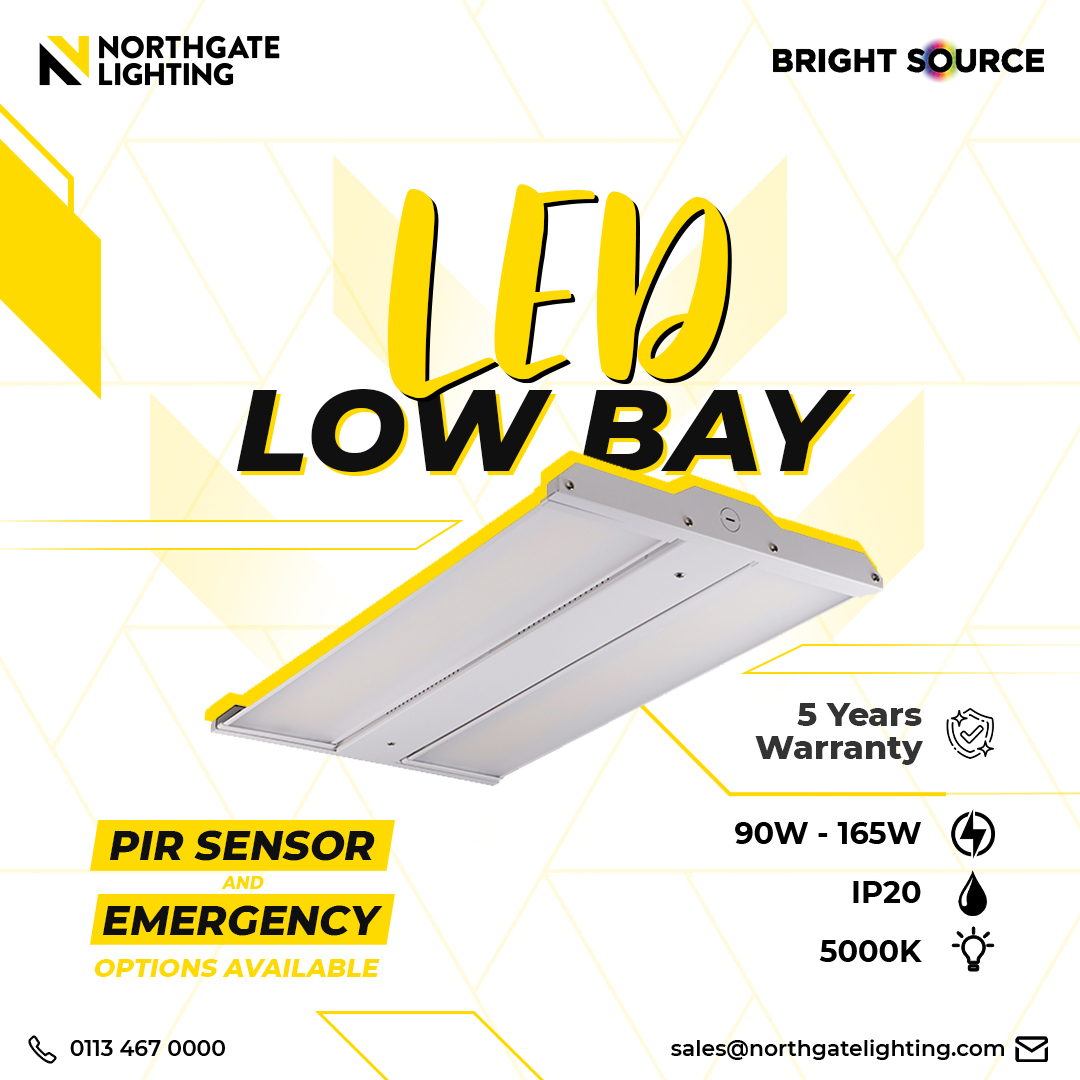 NORTHGATE
LIGHTING
BRIGHT SOURCE
LED
LOW BAY
5 Years
Warranty
90W - 165W
IP20
5000K
PIR SENSOR
AND
EMERGENCY
OPTIONS AVAILABLE
0113 467 0000
sales@northgatelighting.com